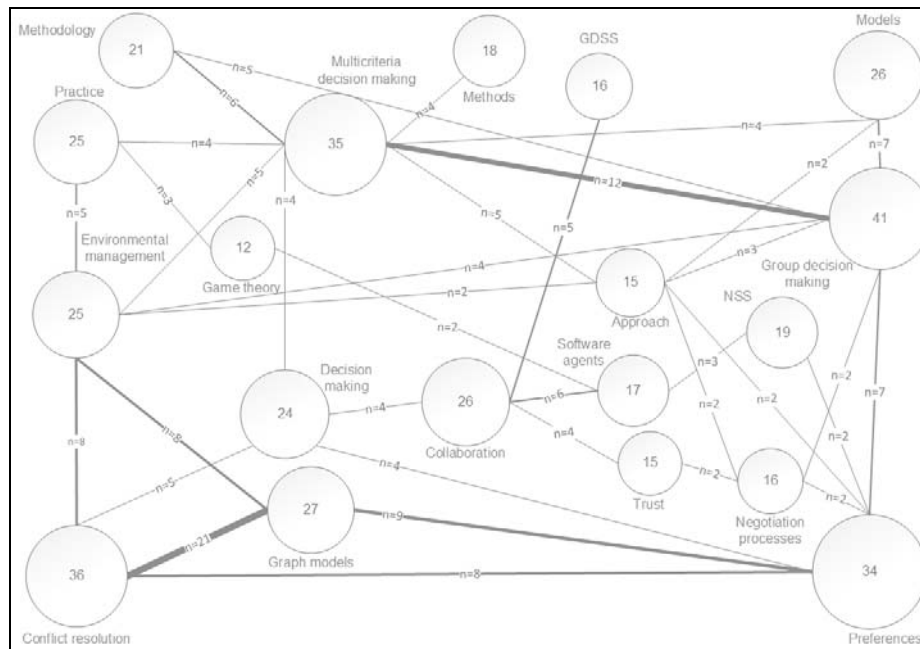 Models
Methodology
21
Multicriteria
decision making
18
GDSS
26
n=5
n=6
Practice
Methods
16
n=4
25
n=4
35
n=4
n=7
n=2
n=12
n=3
n=5
n=4
n=5
41
n=5
Environmental
management
12
n=5
n=3
n=4
Game theory
15
Group decision
making
n=2
Approach
NSS
25
n=2
Software
agents
19
Decision
making
n=3
17
n=2
24
n=4
26
n=6
n=7
n=8
n=8
Collaboration
n=2
n=2
n=2
n=4
n=5
n=4
15
n=2
16
27
Trust
n=2
n=9
Negotiation
processes
n=21
Graph models
36
n=8
34
Conflict resolution
Preferences